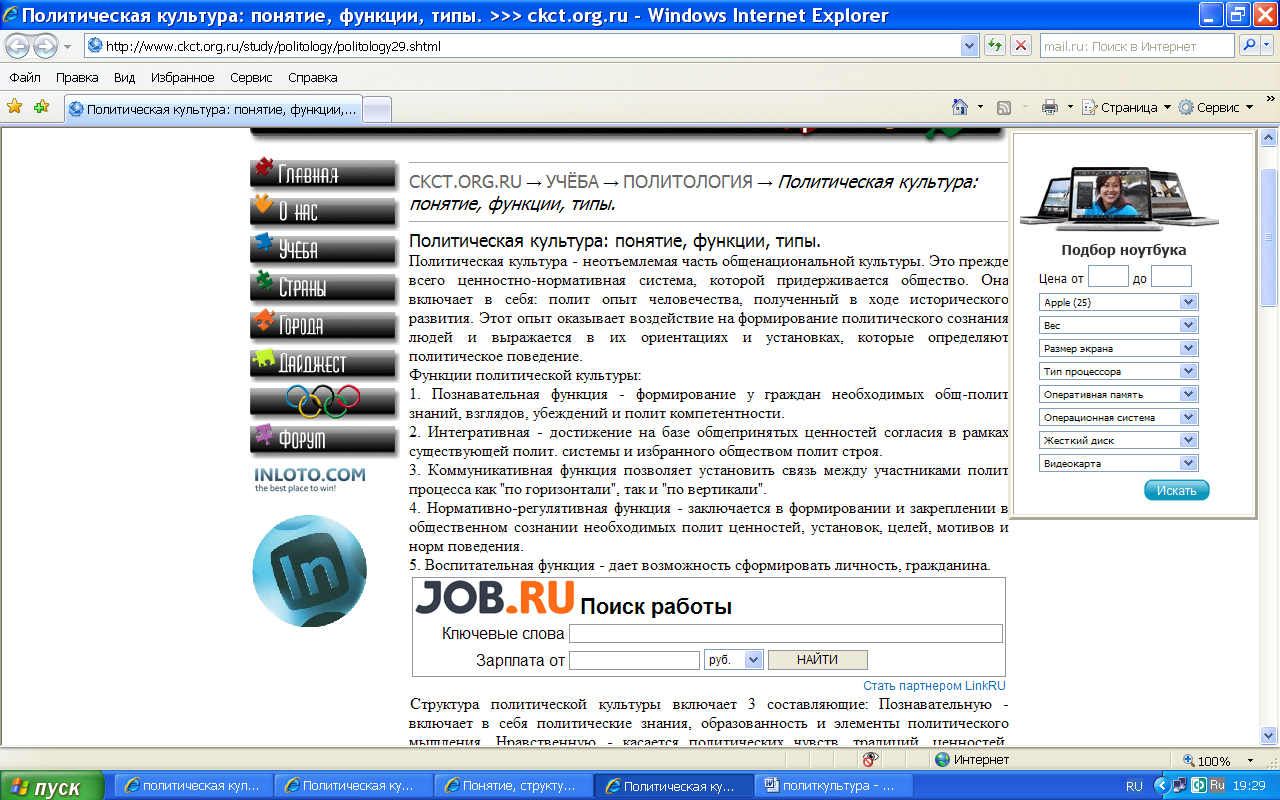 Политическая культура: понятие, функции, типы. >>> ckct.org.ru - Windows Internet Explorer
http://www.ckct.org.ru/study/politology/politology29.shtml
mail.ru: Поиск в Интернет
Файл Правка Вид Избранное Сервис Справка
Политическая культура: понятие, функции,...
Страница Сервис
Главная
О нас
Учёба
Страны
Города
Дайджест
Форум
INLOTO.COM
the best place to win!
In
CKCT.ORG.RU → УЧЁБА → ПОЛИТОЛОГИЯ → Политическая культура:
понятие, функции, типы.
Политическая культура: понятие, функции, типы.
Политическая культура - неотъемлемая часть общенациональной культуры. Это прежде
всего ценностно-нормативная система, которой придерживается общество. Она
включает в себя: полит опыт человечества, полученный в ходе исторического
развития. Этот опыт оказывает воздействие на формирование политического сознания
людей и выражается в их ориентациях и установках, которые определяют
политическое поведение.
Функции политической культуры:
1. Познавательная функция - формирование у граждан необходимых общ-полит
знаний, взглядов, убеждений и полит компетентности.
2. Интегративная - достижение на базе общепринятых ценностей согласия в рамках
существующей полит. системы и избранного обществом полит строя.
3. Коммуникативная функция позволяет установить связь между участниками полит
процесса как "по горизонтали", так и "по вертикали".
4. Нормативно-регулятивная функция - заключается в формировании и закреплении в
общественном сознании необходимых полит ценностей, установок, целей, мотивов и
норм поведения.
5. Воспитательная функция - дает возможность сформировать личность, гражданина.
JOB.RU Поиск работы
Ключевые слова
Зарплата от руб. НАЙТИ
Стать партнером LinkRU
Структура политической культуры включает 3 составляющие: Познавательную -
включает в себя политические знания, образованность и элементы политического
мышления. Нравственную - касается политических чувств, традиций, ценностей,
Подбор ноутбука
Цена от до
Apple (25)
Вес
Размер экрана
Тип процессора
Оперативная память
Операционная система
Жесткий диск
Видеокарта
Искать
Интернет 100%
пуск политическая кул... Политическая ку... Понятие, структу... Политическая ку... политкультура - ... RU Ru 19:29